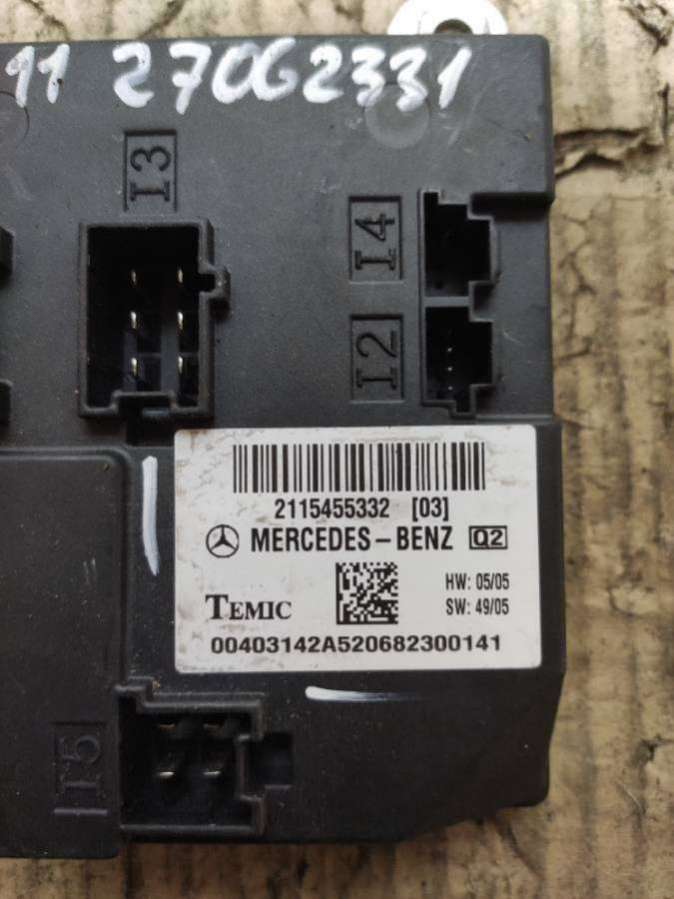 11 27062331
I3
I4
I2
2115455332 [03]
MERCEDES-BENZ Q2
HW: 05/05
TEMIC
SW: 49/05
00403142A520682300141
I5